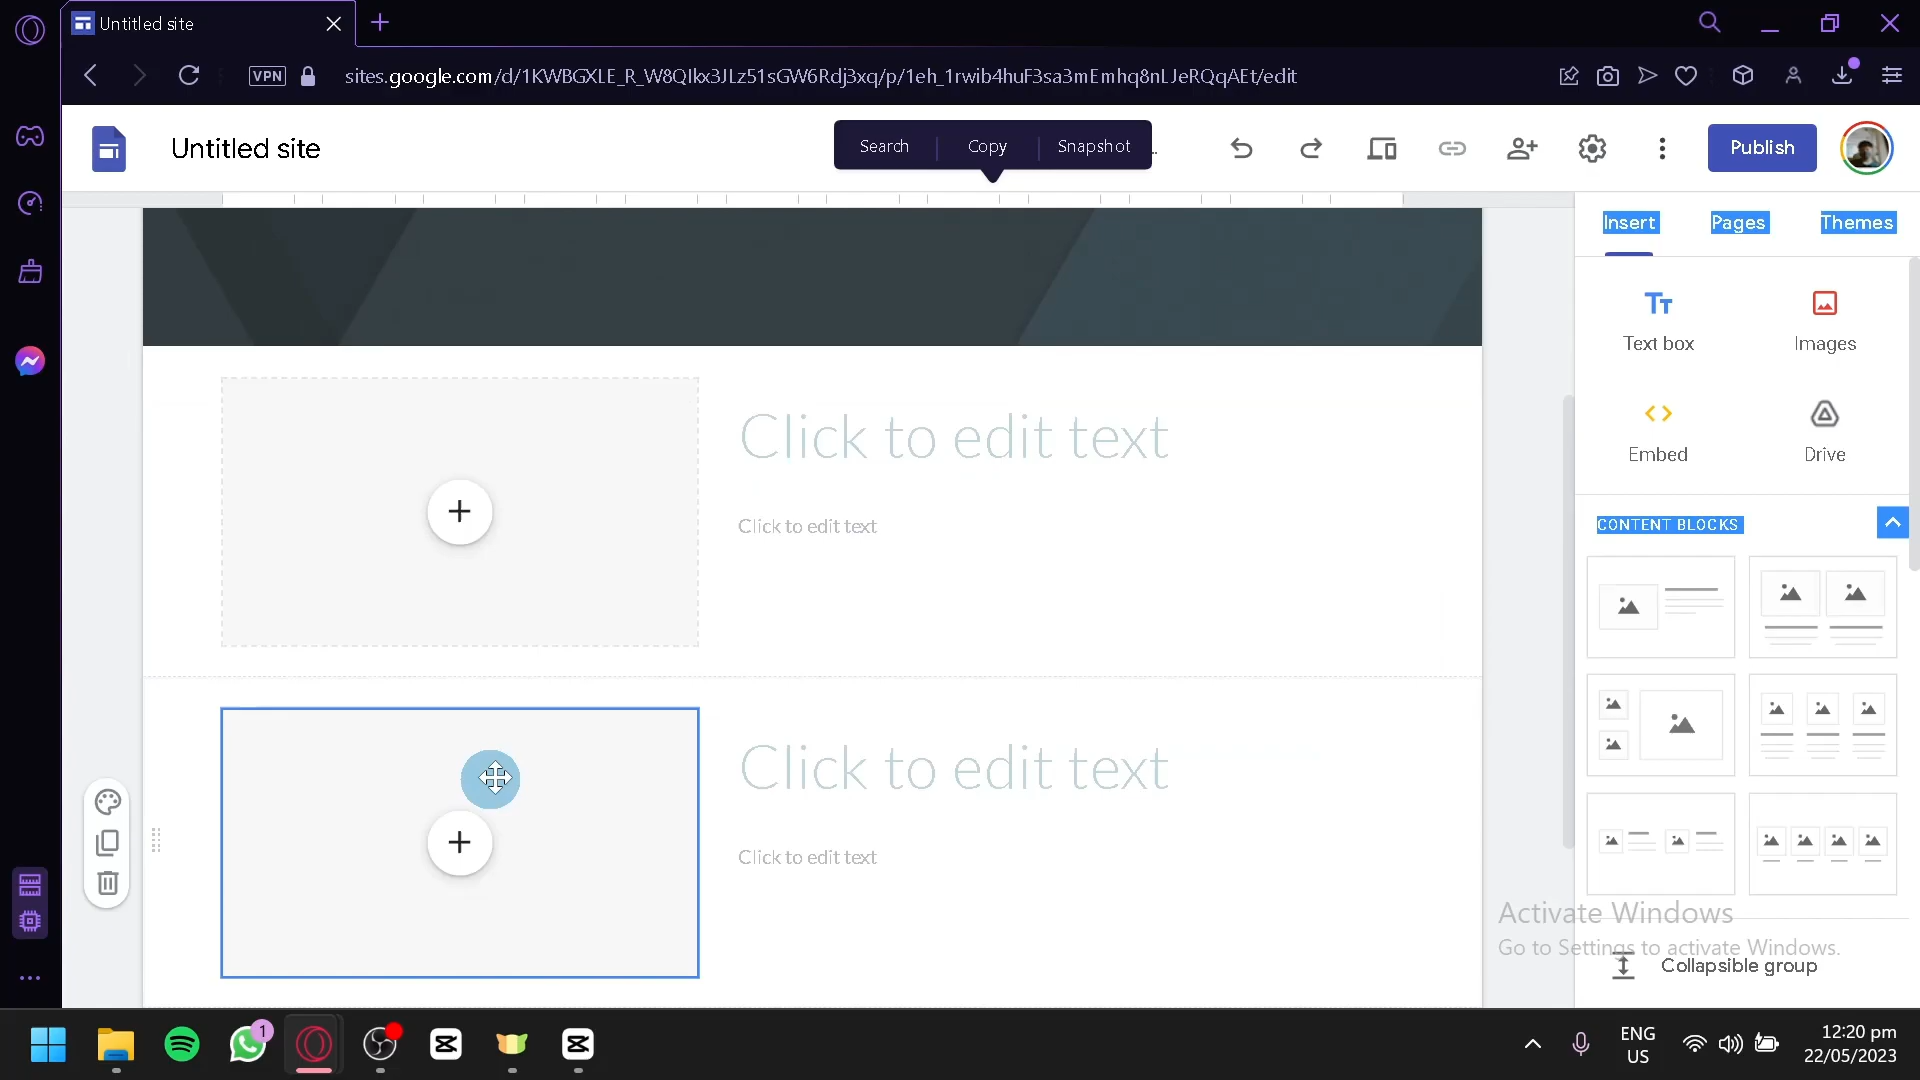 Untitled site
VPN
sites.google.com/d/1KWBGXLE_R_W8QIkx3JLz51sGW6Rdj3xq/p/1eh_1rwib4huF3sa3mEmhq8nLJeRQqAEt/edit
Untitled site
Search
Copy
Snapshot
Publish
Insert
Pages
Themes
Text box
Images
Embed
Drive
CONTENT BLOCKS
Click to edit text
Click to edit text
Click to edit text
Click to edit text
Collapsible group
Activate Windows
Go to Settings to activate Windows.
1
ENG
US
12:20 pm
22/05/2023